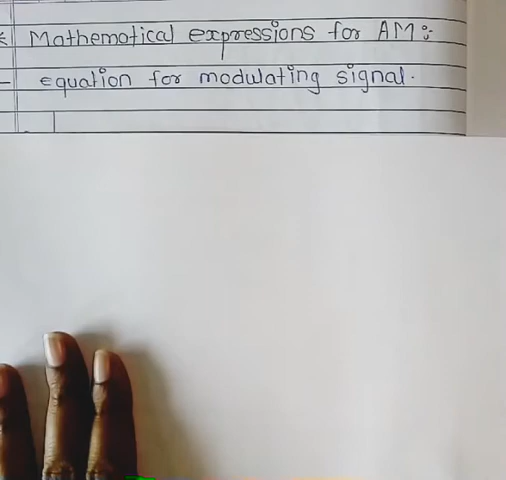 * Mathemotical expressions for AM :-
- Equation for modulating signal.